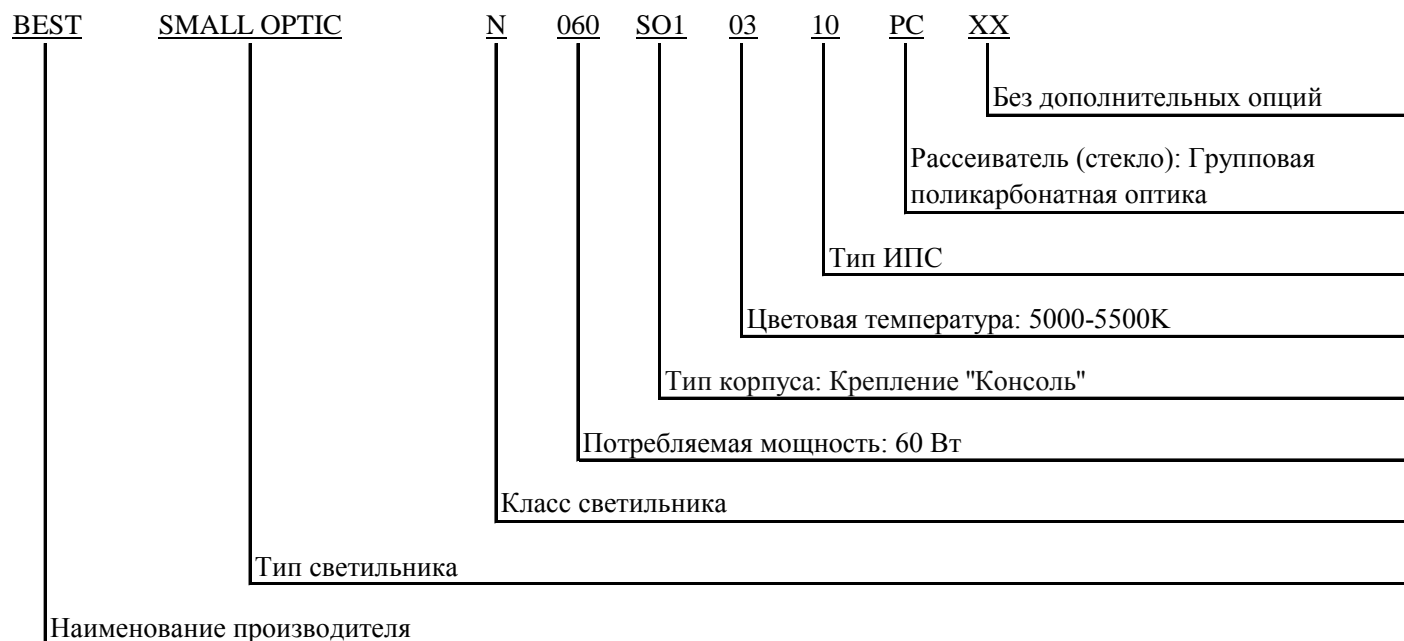 BEST SMALL OPTIC N 060 SO1 03 10 PC XX
Без дополнительных опций
Рассеиватель (стекло): Групповая
поликарбонатная оптика
Тип ИПС
Цветовая температура: 5000-5500К
Тип корпуса: Крепление "Консоль"
Потребляемая мощность: 60 Вт
Класс светильника
Тип светильника
Наименование производителя